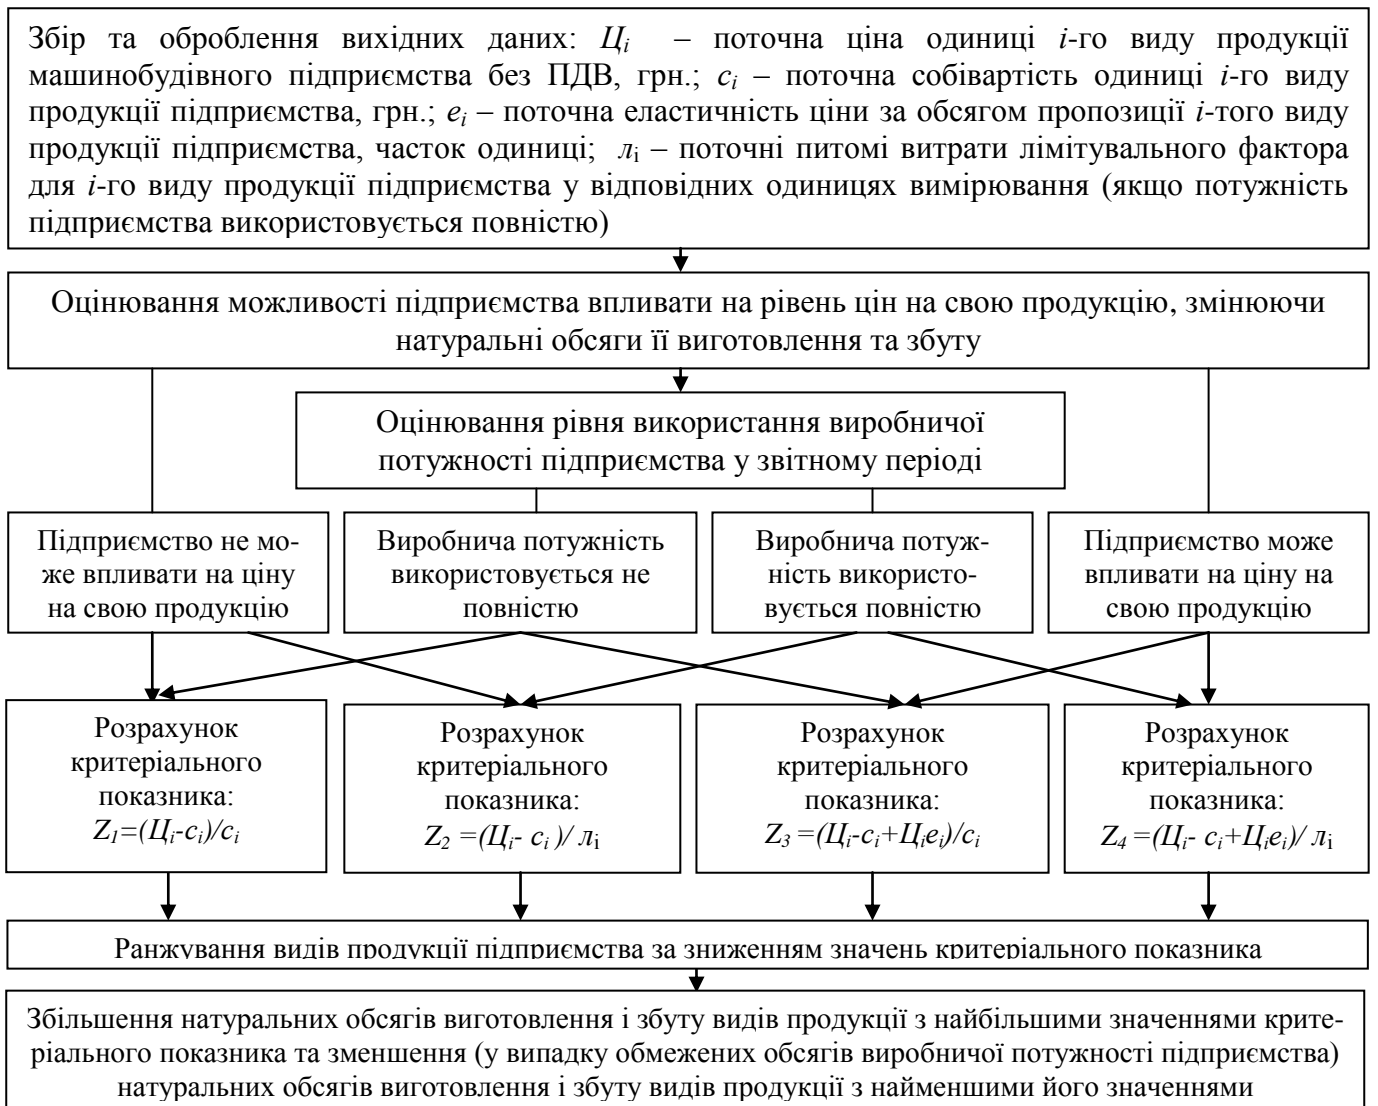 Збір та оброблення вихідних даних: Цᵢ – поточна ціна одиниці i-го виду продукції
машинобудівного підприємства без ПДВ, грн.; cᵢ – поточна собівартість одиниці i-го виду
продукції підприємства, грн.; eᵢ – поточна еластичність ціни за обсягом пропозиції i-того виду
продукції підприємства, часток одиниці; лᵢ – поточні питомі витрати лімітувального фактора
для i-го виду продукції підприємства у відповідних одиницях вимірювання (якщо потужність
підприємства використовується повністю)
Оцінювання можливості підприємства впливати на рівень цін на свою продукцію, змінюючи
натуральні обсяги її виготовлення та збуту
Оцінювання рівня використання виробничої
потужності підприємства у звітному періоді
Підприємство не мо-
же впливати на ціну
на свою продукцію
Виробнича потужність
використовується не
повністю
Виробнича потуж-
ність використо-
вується повністю
Підприємство може
впливати на ціну на
свою продукцію
Розрахунок
критеріального
показника:
Z₁=(Цᵢ-cᵢ)/cᵢ
Розрахунок
критеріального
показника:
Z₂ =(Цᵢ- cᵢ )/ лᵢ
Розрахунок
критеріального
показника:
Z₃ =(Цᵢ-cᵢ+Цᵢeᵢ)/cᵢ
Розрахунок
критеріального
показника:
Z₄ =(Цᵢ- cᵢ+Цᵢeᵢ)/ лᵢ
Ранжування видів продукції підприємства за зниженням значень критеріального показника
Збільшення натуральних обсягів виготовлення і збуту видів продукції з найбільшими значеннями крите-
ріального показника та зменшення (у випадку обмежених обсягів виробничої потужності підприємства)
натуральних обсягів виготовлення і збуту видів продукції з найменшими його значеннями